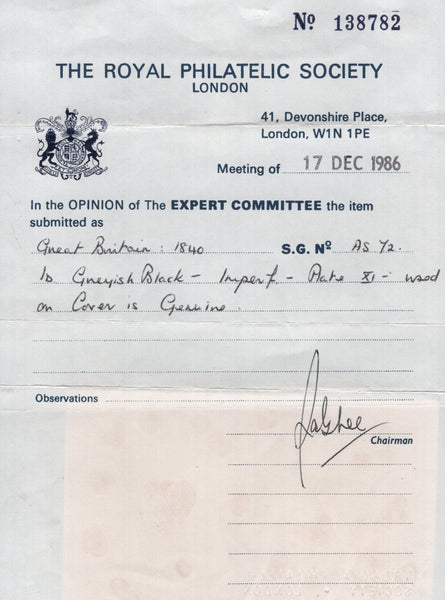 Nº 138782
THE ROYAL PHILATELIC SOCIETY
LONDON
41, Devonshire Place,
London, W1N 1PE
Meeting of 17 DEC 1986
In the OPINION of The EXPERT COMMITTEE the item
submitted as
Great Britain: 1840 S.G. Nº AS 72.
1D Greyish Black - Imperf. - Plate XI - used
on Cover is Genuine.
Observations
Chairman